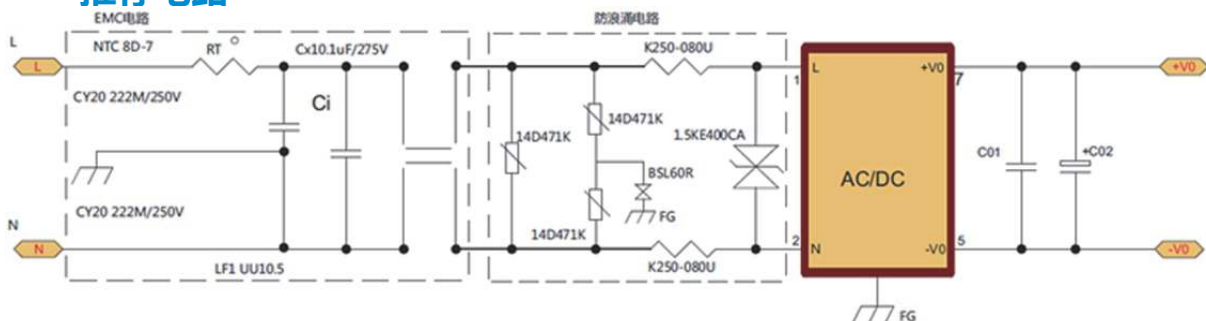 EMC电路
防浪涌电路
L
NTC 8D-7
RT
Cx10.1uF/275V
K250-080U
L
1
L
+V0
7
+V0
CY20 222M/250V
Ci
14D471K
14D471K
1.5KE400CA
C01
+C02
BSL60R
AC/DC
FG
CY20 222M/250V
N
14D471K
N
2
N
-V0
5
-V0
LF1 UU10.5
K250-080U
FG